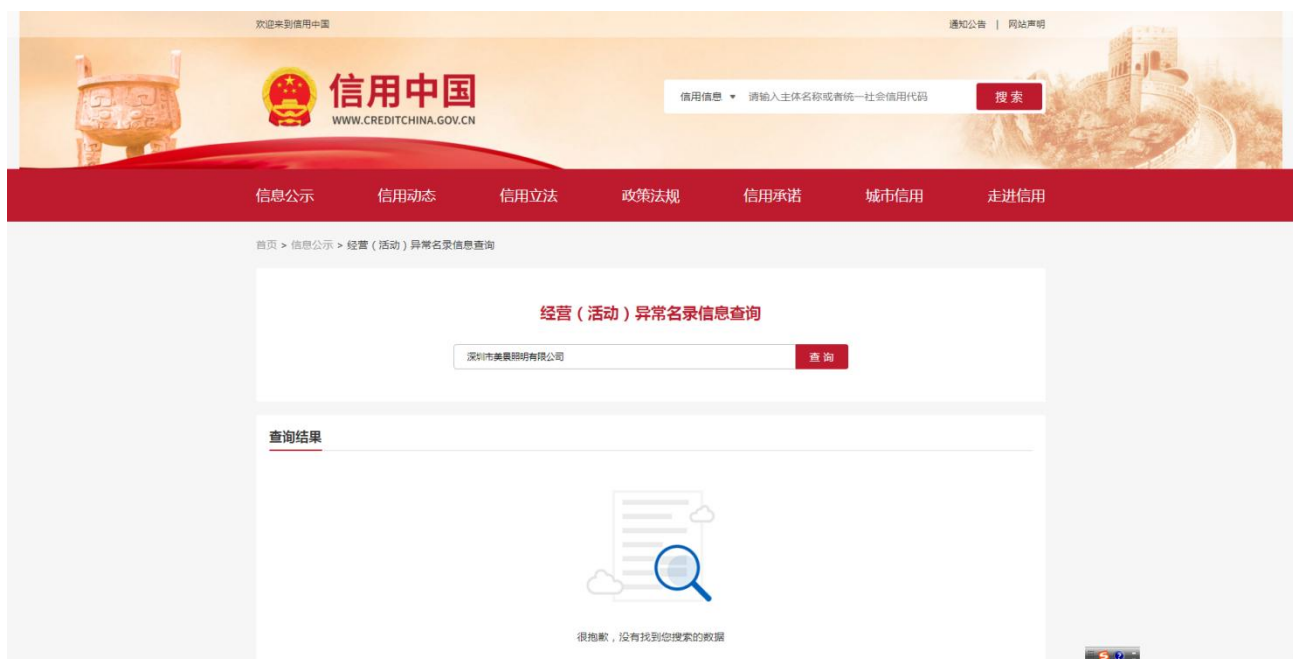 欢迎来到信用中国
通知公告 | 网站声明
信用中国
WWW.CREDITCHINA.GOV.CN
信用信息 请输入主体名称或者统一社会信用代码 搜索
信息公示 信用动态 信用立法 政策法规 信用承诺 城市信用 走进信用
首页 > 信息公示 > 经营（活动）异常名录信息查询
经营（活动）异常名录信息查询
深圳市美景照明有限公司 查询
查询结果
很抱歉，没有找到您搜索的数据